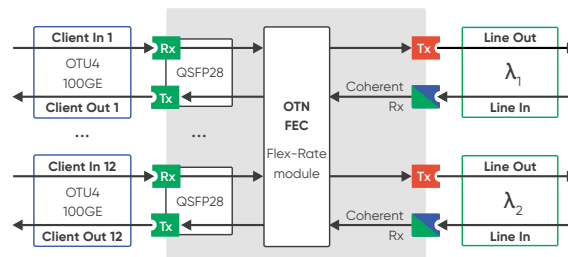 Client In 1
OTU4
100GE
Client Out 1
Rx
QSFP28
Tx
...
...
Client In 12
OTU4
100GE
Client Out 12
Rx
QSFP28
Tx
OTN
FEC
Flex-Rate
module
Tx
Coherent
Rx
Line Out
λ1
Line In
Tx
Coherent
Rx
Line Out
λ2
Line In